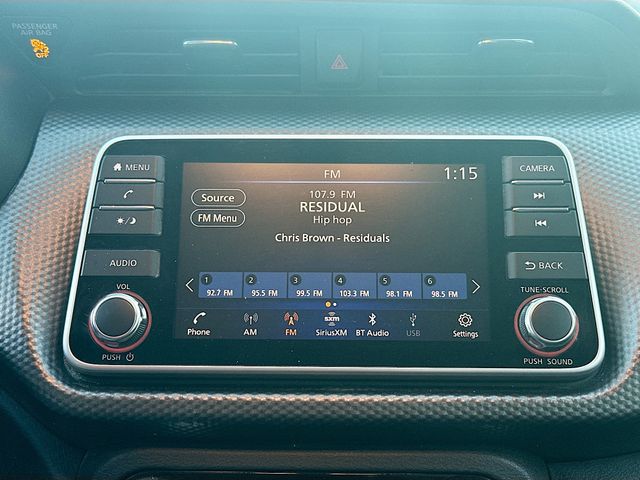 PASSENGER
AIR BAG
OFF
MENU
FM
1:15
CAMERA
Source
107.9 FM
RESIDUAL
FM Menu
Hip hop
Chris Brown - Residuals
AUDIO
BACK
1 2 3 4 5 6
92.7 FM 95.5 FM 99.5 FM 103.3 FM 98.1 FM 98.5 FM
VOL
TUNE·SCROLL
sxm
Phone AM FM SiriusXM BT Audio USB Settings
PUSH
PUSH SOUND